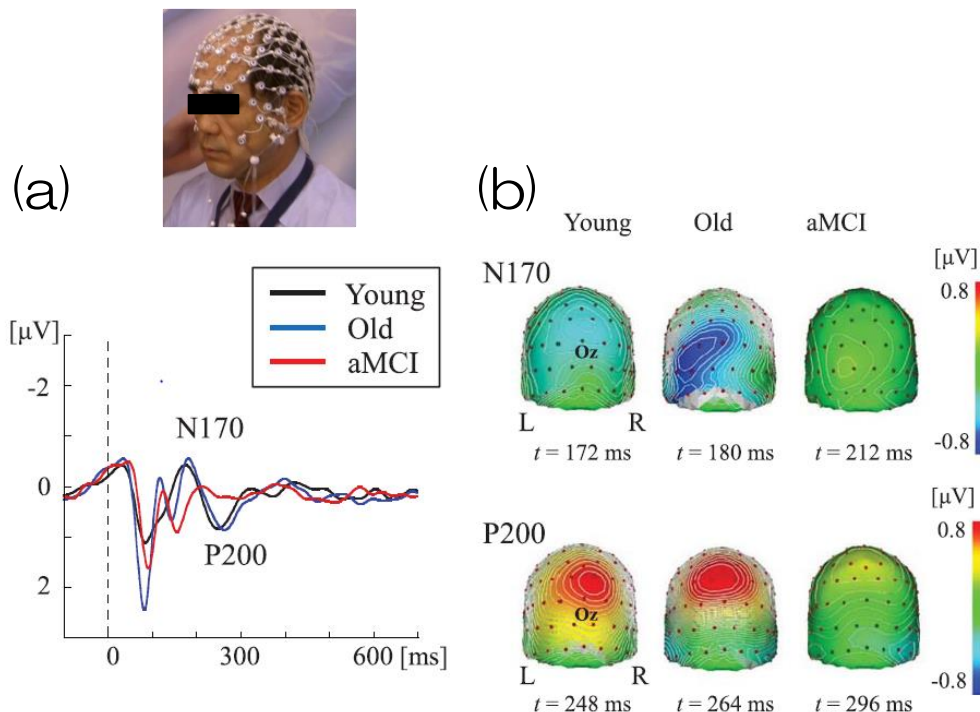 (a)
(b)
Young Old aMCI
N170
[μV]
0.8
-0.8
Oz
L R
t = 172 ms t = 180 ms t = 212 ms
Young
Old
aMCI
[μV]
-2
0
2
N170
P200
0 300 600 [ms]
P200
[μV]
0.8
-0.8
Oz
L R
t = 248 ms t = 264 ms t = 296 ms